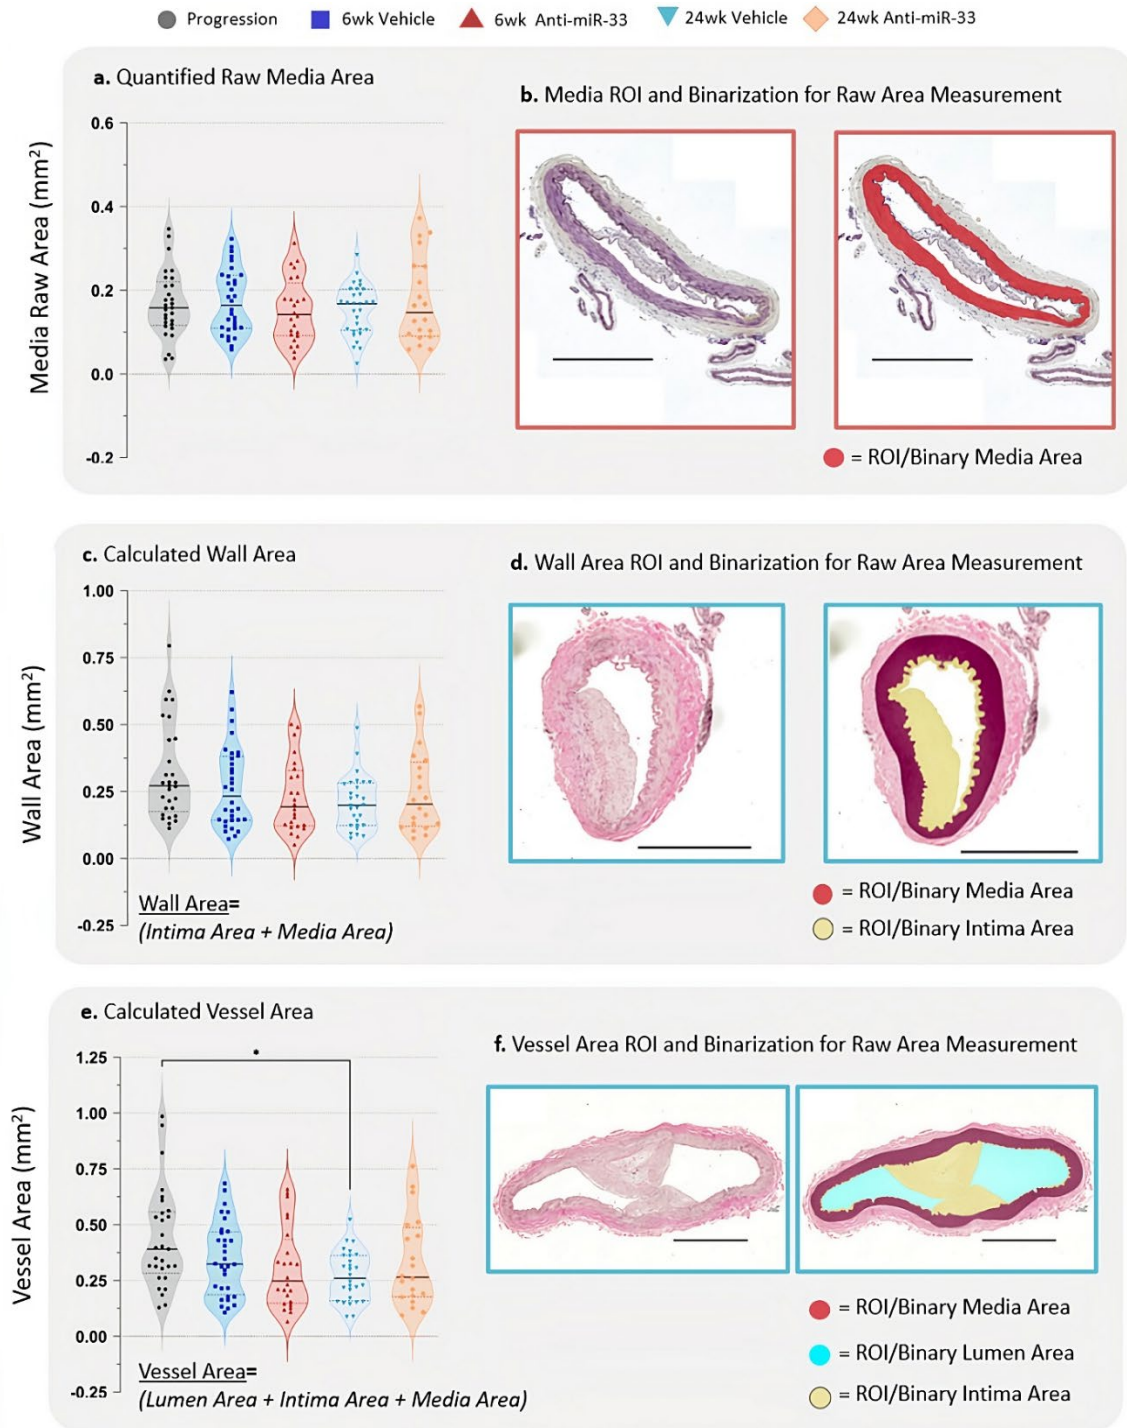 Progression 6wk Vehicle 6wk Anti-miR-33 24wk Vehicle 24wk Anti-miR-33
a. Quantified Raw Media Area
b. Media ROI and Binarization for Raw Area Measurement
Media Raw Area (mm²)
0.6
0.4
0.2
0.0
-0.2
= ROI/Binary Media Area
c. Calculated Wall Area
d. Wall Area ROI and Binarization for Raw Area Measurement
Wall Area (mm²)
1.00
0.75
0.50
0.25
0.00
-0.25
Wall Area=
(Intima Area + Media Area)
= ROI/Binary Media Area
= ROI/Binary Intima Area
e. Calculated Vessel Area
f. Vessel Area ROI and Binarization for Raw Area Measurement
Vessel Area (mm²)
1.25
1.00
0.75
0.50
0.25
0.00
-0.25
*
Vessel Area=
(Lumen Area + Intima Area + Media Area)
= ROI/Binary Media Area
= ROI/Binary Lumen Area
= ROI/Binary Intima Area